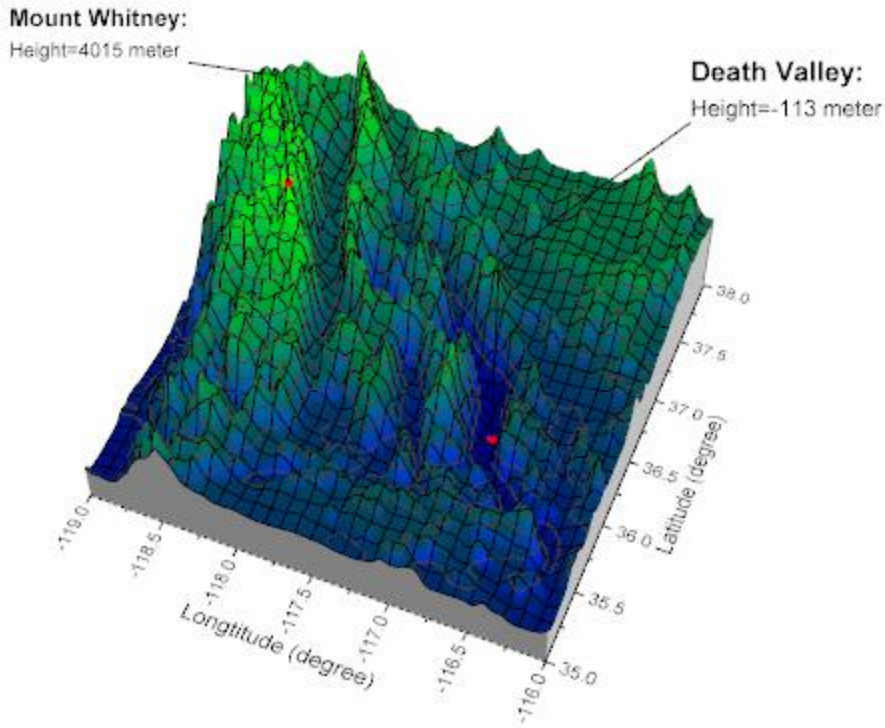 Mount Whitney:
Height=4015 meter
Death Valley:
Height=-113 meter
38.0
37.5
37.0
36.5
36.0
35.5
35.0
Latitude (degree)
-119.0
-118.5
-118.0
-117.5
-117.0
-116.5
-116.0
Longtitude (degree)